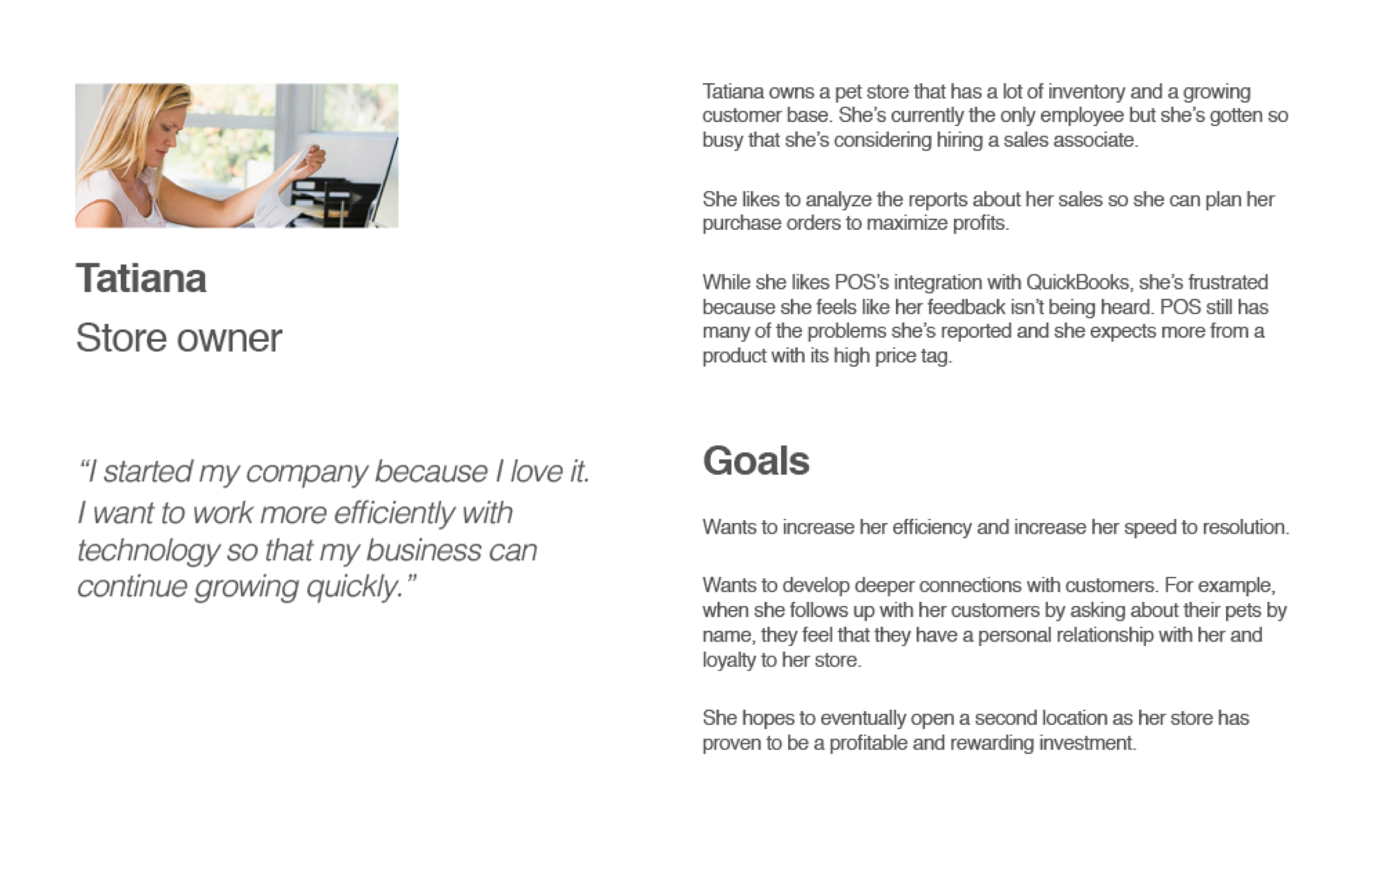 Tatiana
Store owner
“I started my company because I love it.
I want to work more efficiently with
technology so that my business can
continue growing quickly.”
Tatiana owns a pet store that has a lot of inventory and a growing
customer base. She’s currently the only employee but she’s gotten so
busy that she’s considering hiring a sales associate.
She likes to analyze the reports about her sales so she can plan her
purchase orders to maximize profits.
While she likes POS’s integration with QuickBooks, she’s frustrated
because she feels like her feedback isn’t being heard. POS still has
many of the problems she’s reported and she expects more from a
product with its high price tag.
Goals
Wants to increase her efficiency and increase her speed to resolution.
Wants to develop deeper connections with customers. For example,
when she follows up with her customers by asking about their pets by
name, they feel that they have a personal relationship with her and
loyalty to her store.
She hopes to eventually open a second location as her store has
proven to be a profitable and rewarding investment.